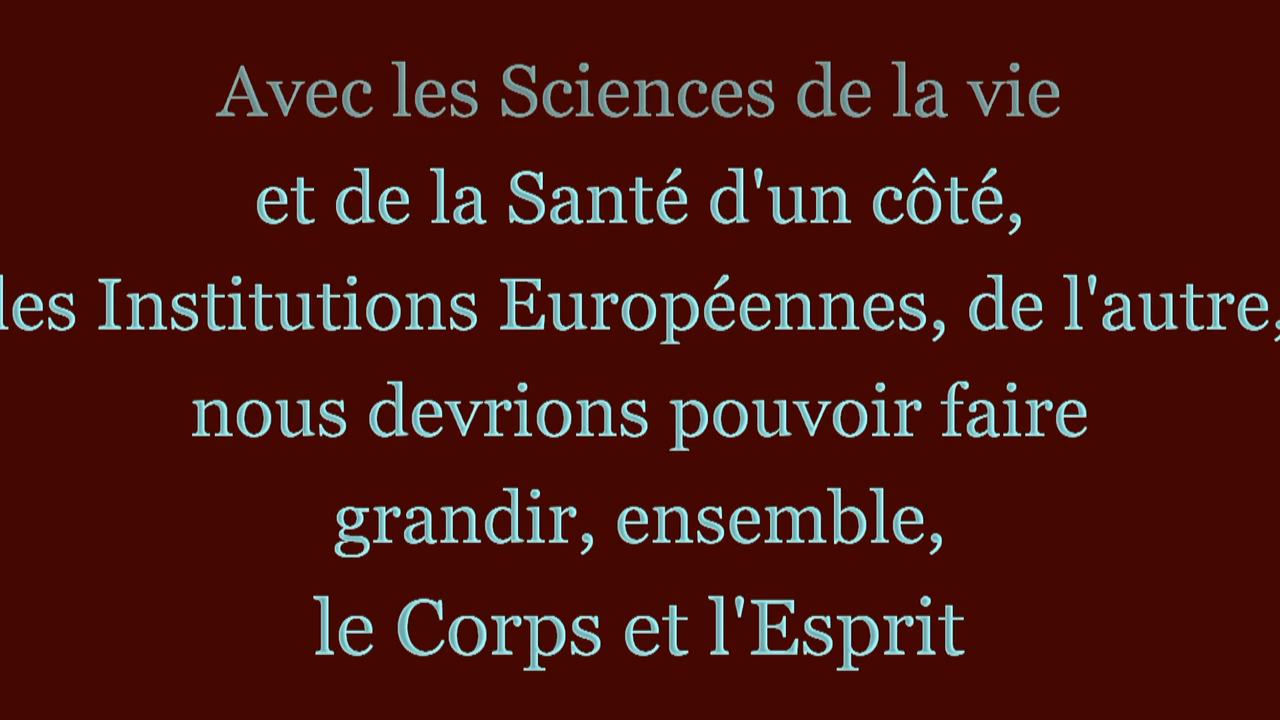 Avec les Sciences de la vie
et de la Santé d'un côté,
les Institutions Européennes, de l'autre,
nous devrions pouvoir faire
grandir, ensemble,
le Corps et l'Esprit